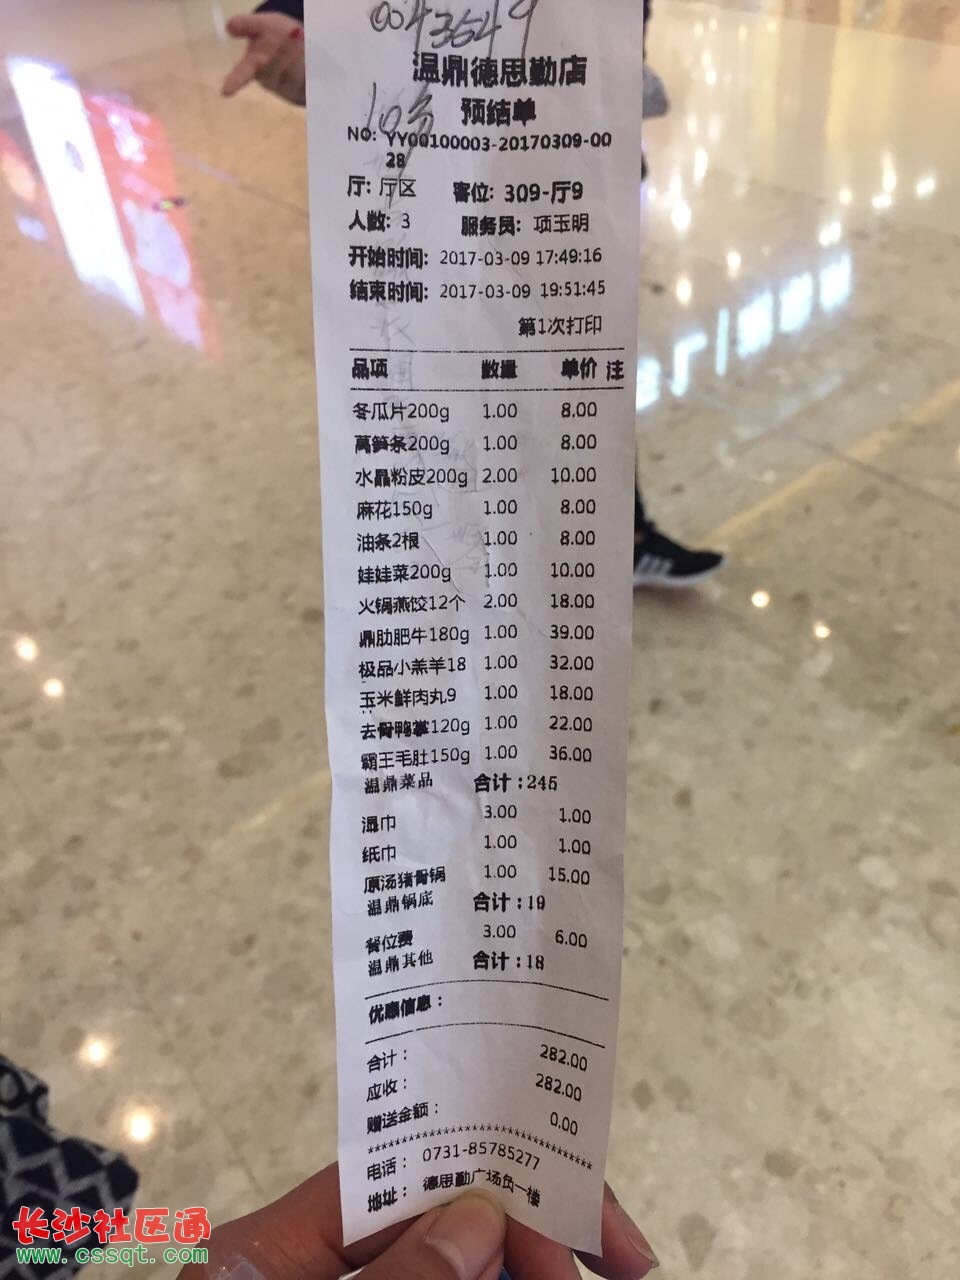 0043649
温鼎德思勤店
预结单
NO: YY00100003-20170309-00
28
厅: 厅区 客位: 309-厅9
人数: 3 服务员: 项玉明
开始时间: 2017-03-09 17:49:16
结束时间: 2017-03-09 19:51:45
第1次打印
品项 数量 单价 注
冬瓜片200g 1.00 8.00
萬笋条200g 1.00 8.00
水晶粉皮200g 2.00 10.00
麻花150g 1.00 8.00
油条2根 1.00 8.00
娃娃菜200g 1.00 10.00
火锅燕饺12个 2.00 18.00
鼎肋肥牛180g 1.00 39.00
极品小羔羊18 1.00 32.00
玉米鲜肉丸9 1.00 18.00
去骨鸭掌120g 1.00 22.00
霸王毛肚150g 1.00 36.00
温鼎菜品 合计:245
湿巾 3.00 1.00
纸巾 1.00 1.00
原汤猪骨锅 1.00 15.00
温鼎锅底 合计:19
餐位费 3.00 6.00
温鼎其他 合计:18
优惠信息:
合计: 282.00
应收: 282.00
赠送金额: 0.00
**********************************
电话: 0731-85785277
地址: 德思勤广场负一楼
长沙社区通
www.cssqt.com